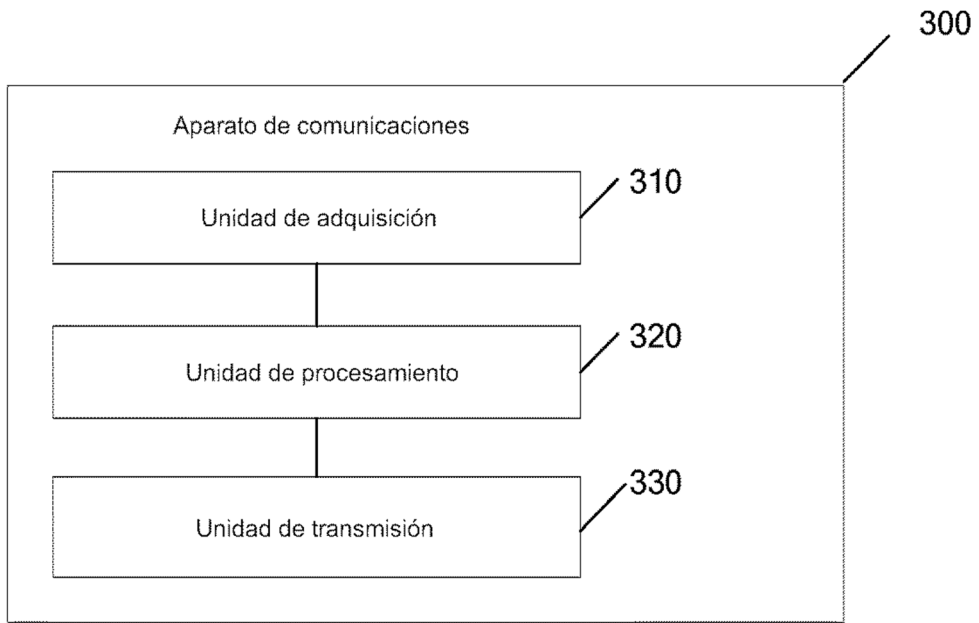 300
Aparato de comunicaciones
310
Unidad de adquisición
320
Unidad de procesamiento
330
Unidad de transmisión